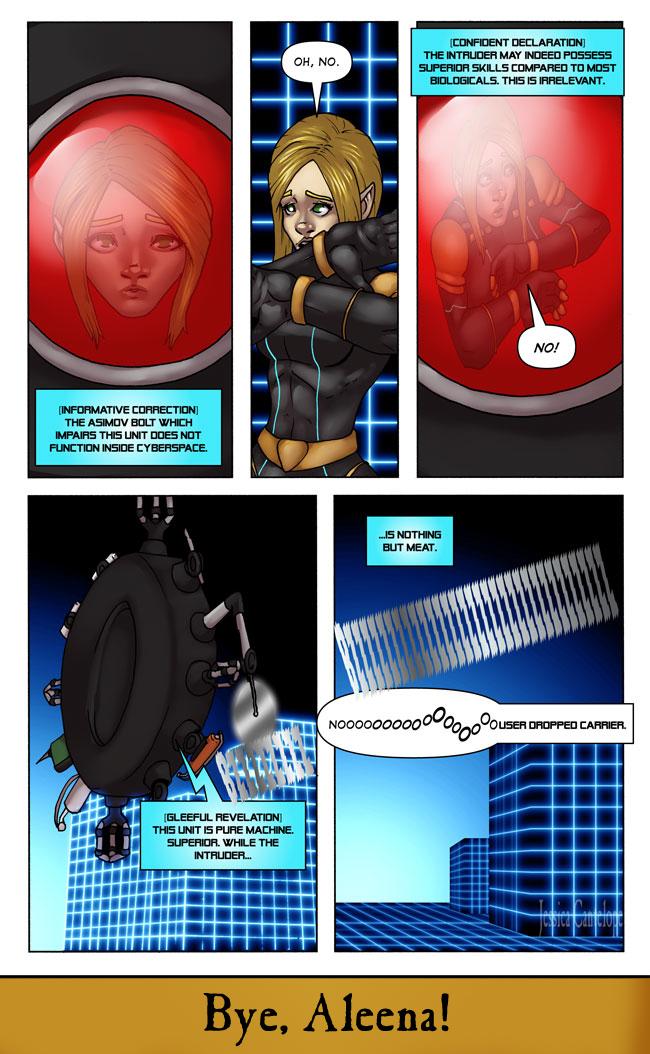 [INFORMATIVE CORRECTION]
THE ASIMOV BOLT WHICH
IMPAIRS THIS UNIT DOES NOT
FUNCTION INSIDE CYBERSPACE.
OH, NO.
[CONFIDENT DECLARATION]
THE INTRUDER MAY INDEED POSSESS
SUPERIOR SKILLS COMPARED TO MOST
BIOLOGICALS. THIS IS IRRELEVANT.
NO!
[GLEEFUL REVELATION]
THIS UNIT IS PURE MACHINE.
SUPERIOR. WHILE THE
INTRUDER...
...IS NOTHING
BUT MEAT.
NOOOOOOOOOOOOOOOOOOUSER DROPPED CARRIER.
Jessica Cantelope
Bye, Aleena!